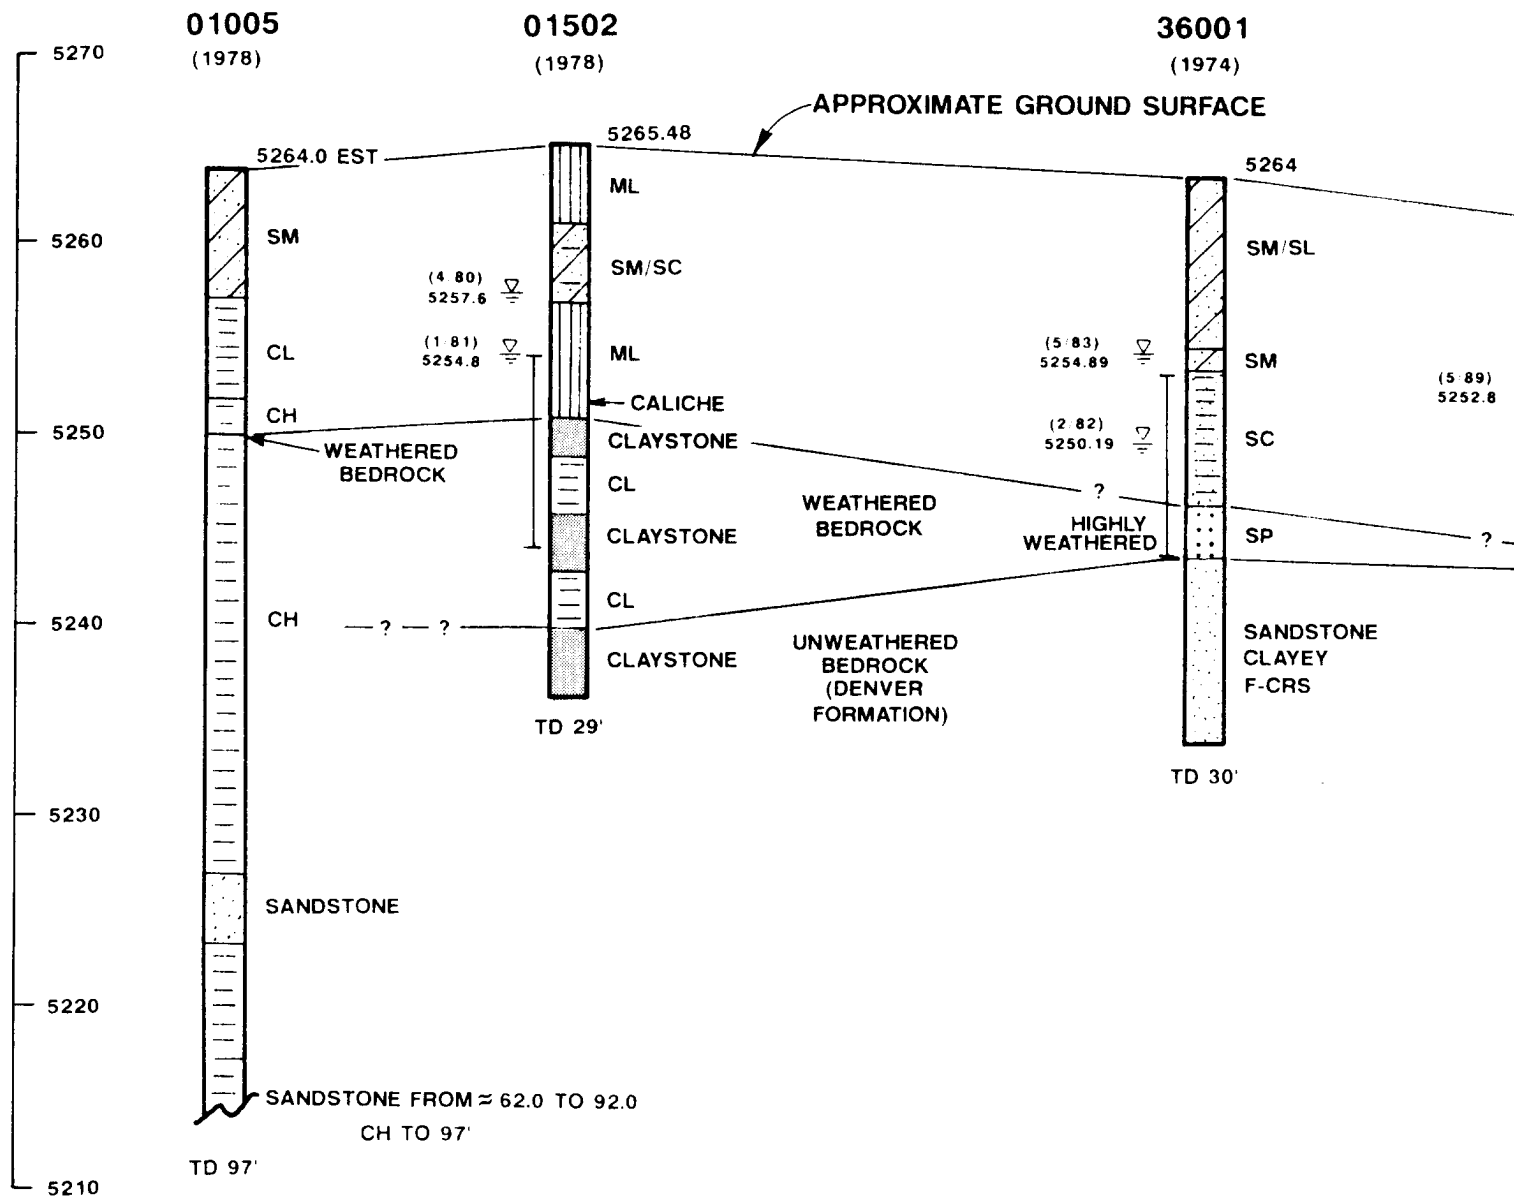 01005
(1978)
01502
(1978)
36001
(1974)
5270
5260
5250
5240
5230
5220
5210
APPROXIMATE GROUND SURFACE
5264.0 EST
SM
CL
CH
WEATHERED
BEDROCK
CH
? ?
SANDSTONE
SANDSTONE FROM ≈ 62.0 TO 92.0
CH TO 97'
TD 97'
5265.48
ML
SM/SC
(4/80)
5257.6
(1/81)
5254.8
ML
CALICHE
CLAYSTONE
CL
CLAYSTONE
CL
CLAYSTONE
TD 29'
WEATHERED
BEDROCK
UNWEATHERED
BEDROCK
(DENVER
FORMATION)
5264
SM/SL
(5/83)
5254.89
SM
(2/82)
5250.19
SC
?
HIGHLY
WEATHERED
SP
SANDSTONE
CLAYEY
F-CRS
TD 30'
(5/89)
5252.8
?